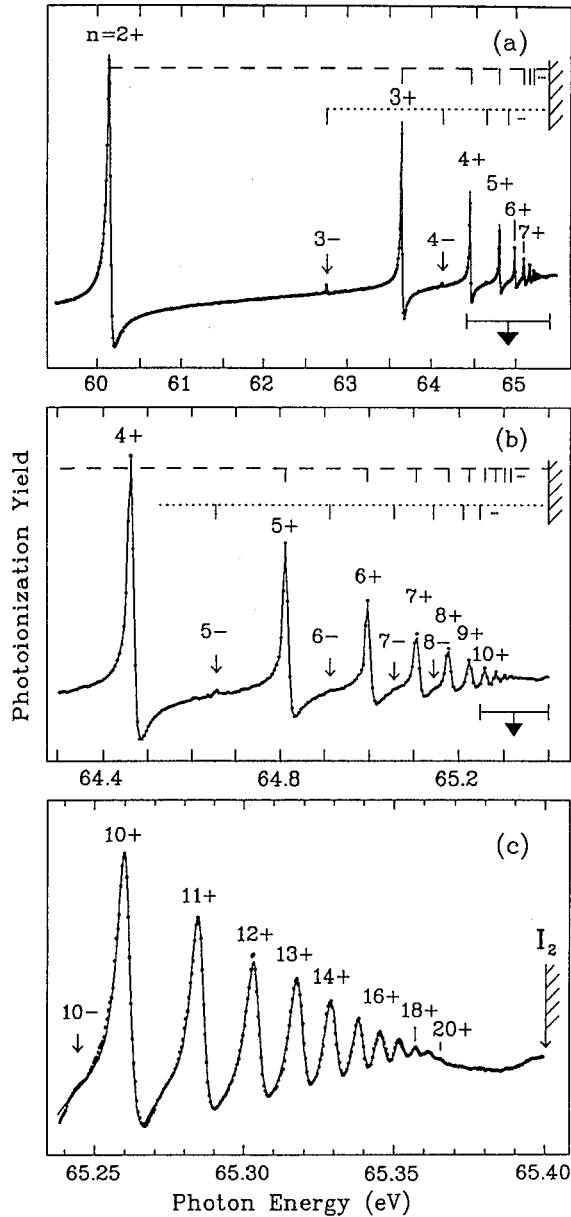 (a)
n=2+
3+
4+
5+
6+
7+
3−
4−
60 61 62 63 64 65
(b)
4+
5+
6+
7+
8+
9+
10+
5−
6−
7−
8−
64.4 64.8 65.2
Photoionization Yield
(c)
10+
11+
12+
13+
14+
16+
18+
20+
10−
I₂
65.25 65.30 65.35 65.40
Photon Energy (eV)